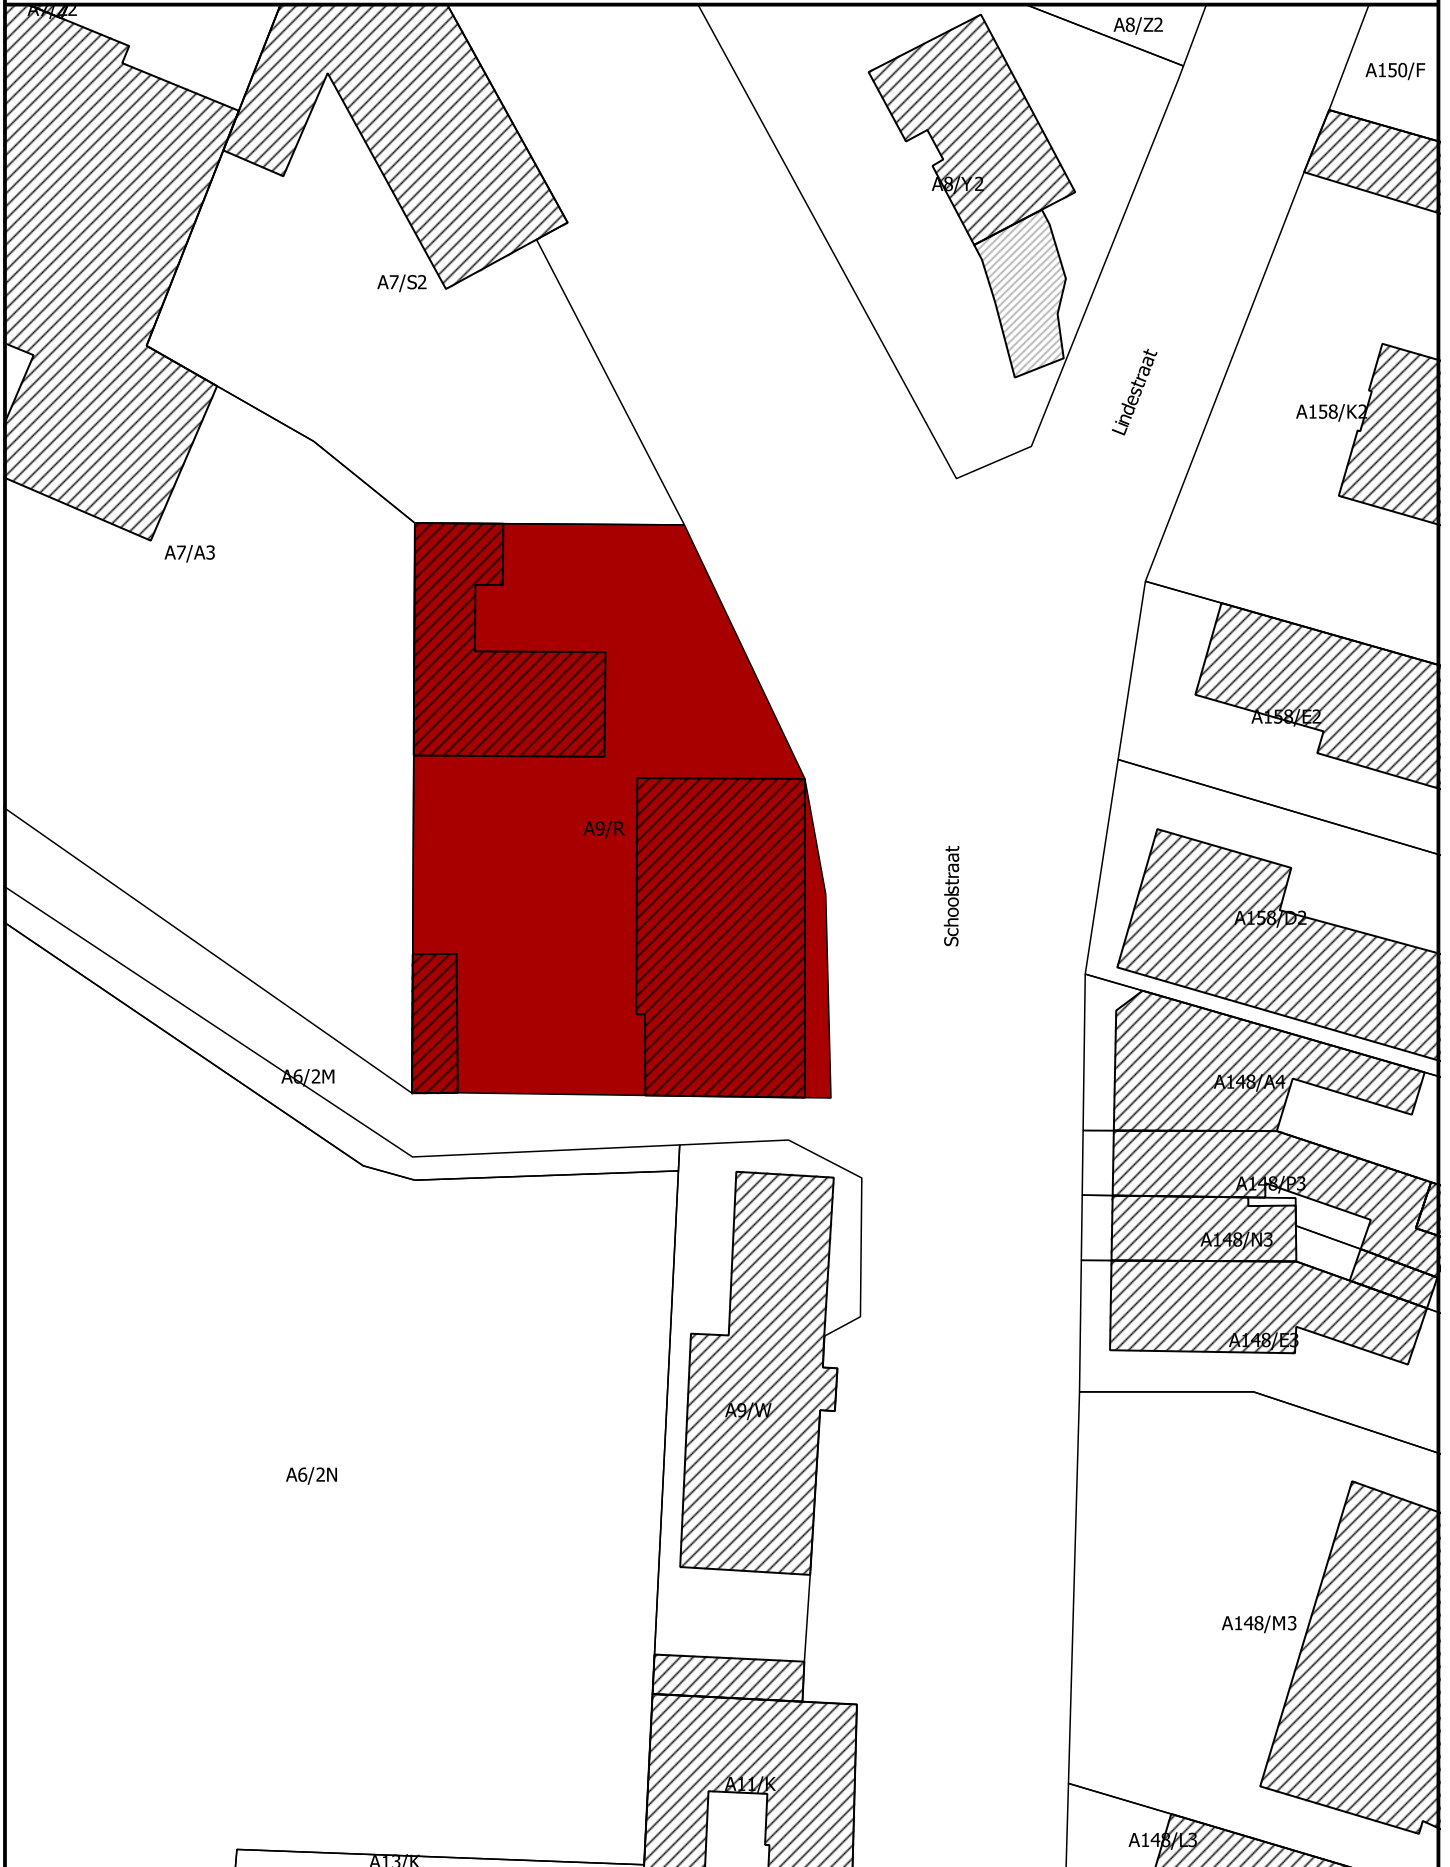 A8/Z2
A150/F
A8/Y2
A7/S2
Lindestraat
A158/K2
A7/A3
A158/E2
A9/R
Schoolstraat
A158/D2
A6/2M
A148/A4
A148/P3
A148/N3
A148/E3
A9/W
A6/2N
A148/M3
A11/K
A148/L3
A13/K